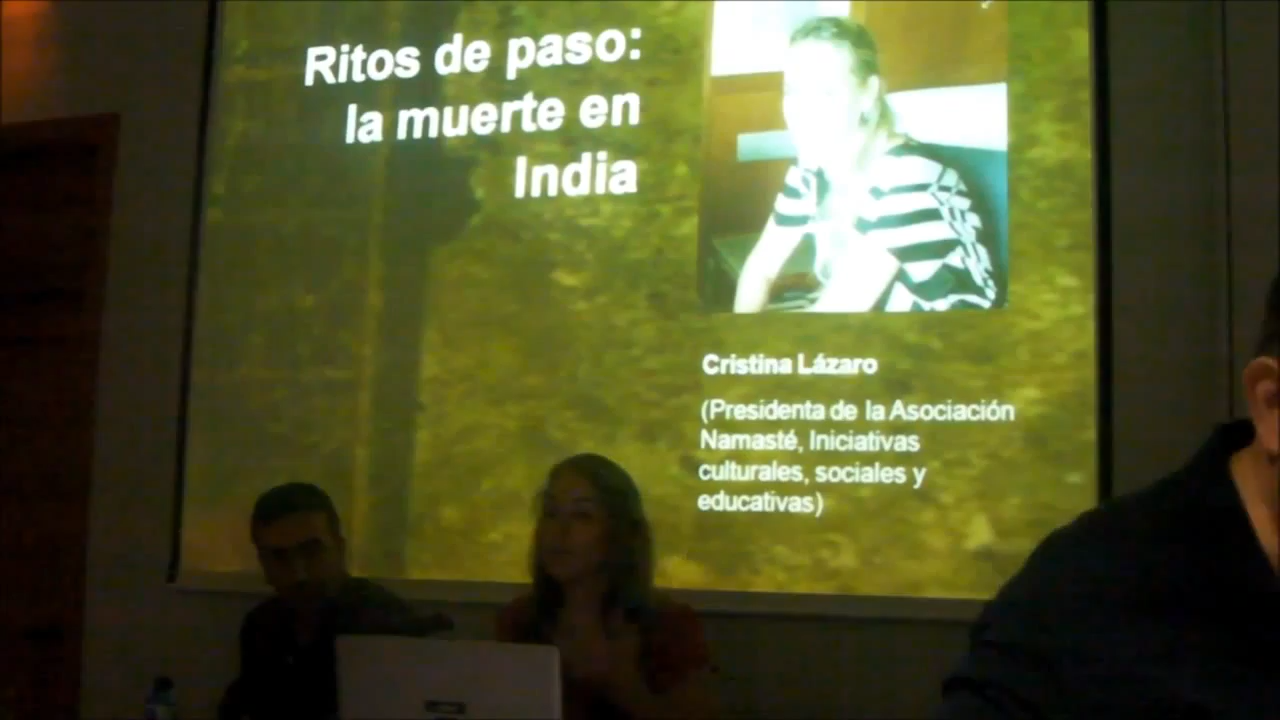 Ritos de paso:
la muerte en
India
Cristina Lázaro
(Presidenta de la Asociación
Namasté, Iniciativas
culturales, sociales y
educativas)